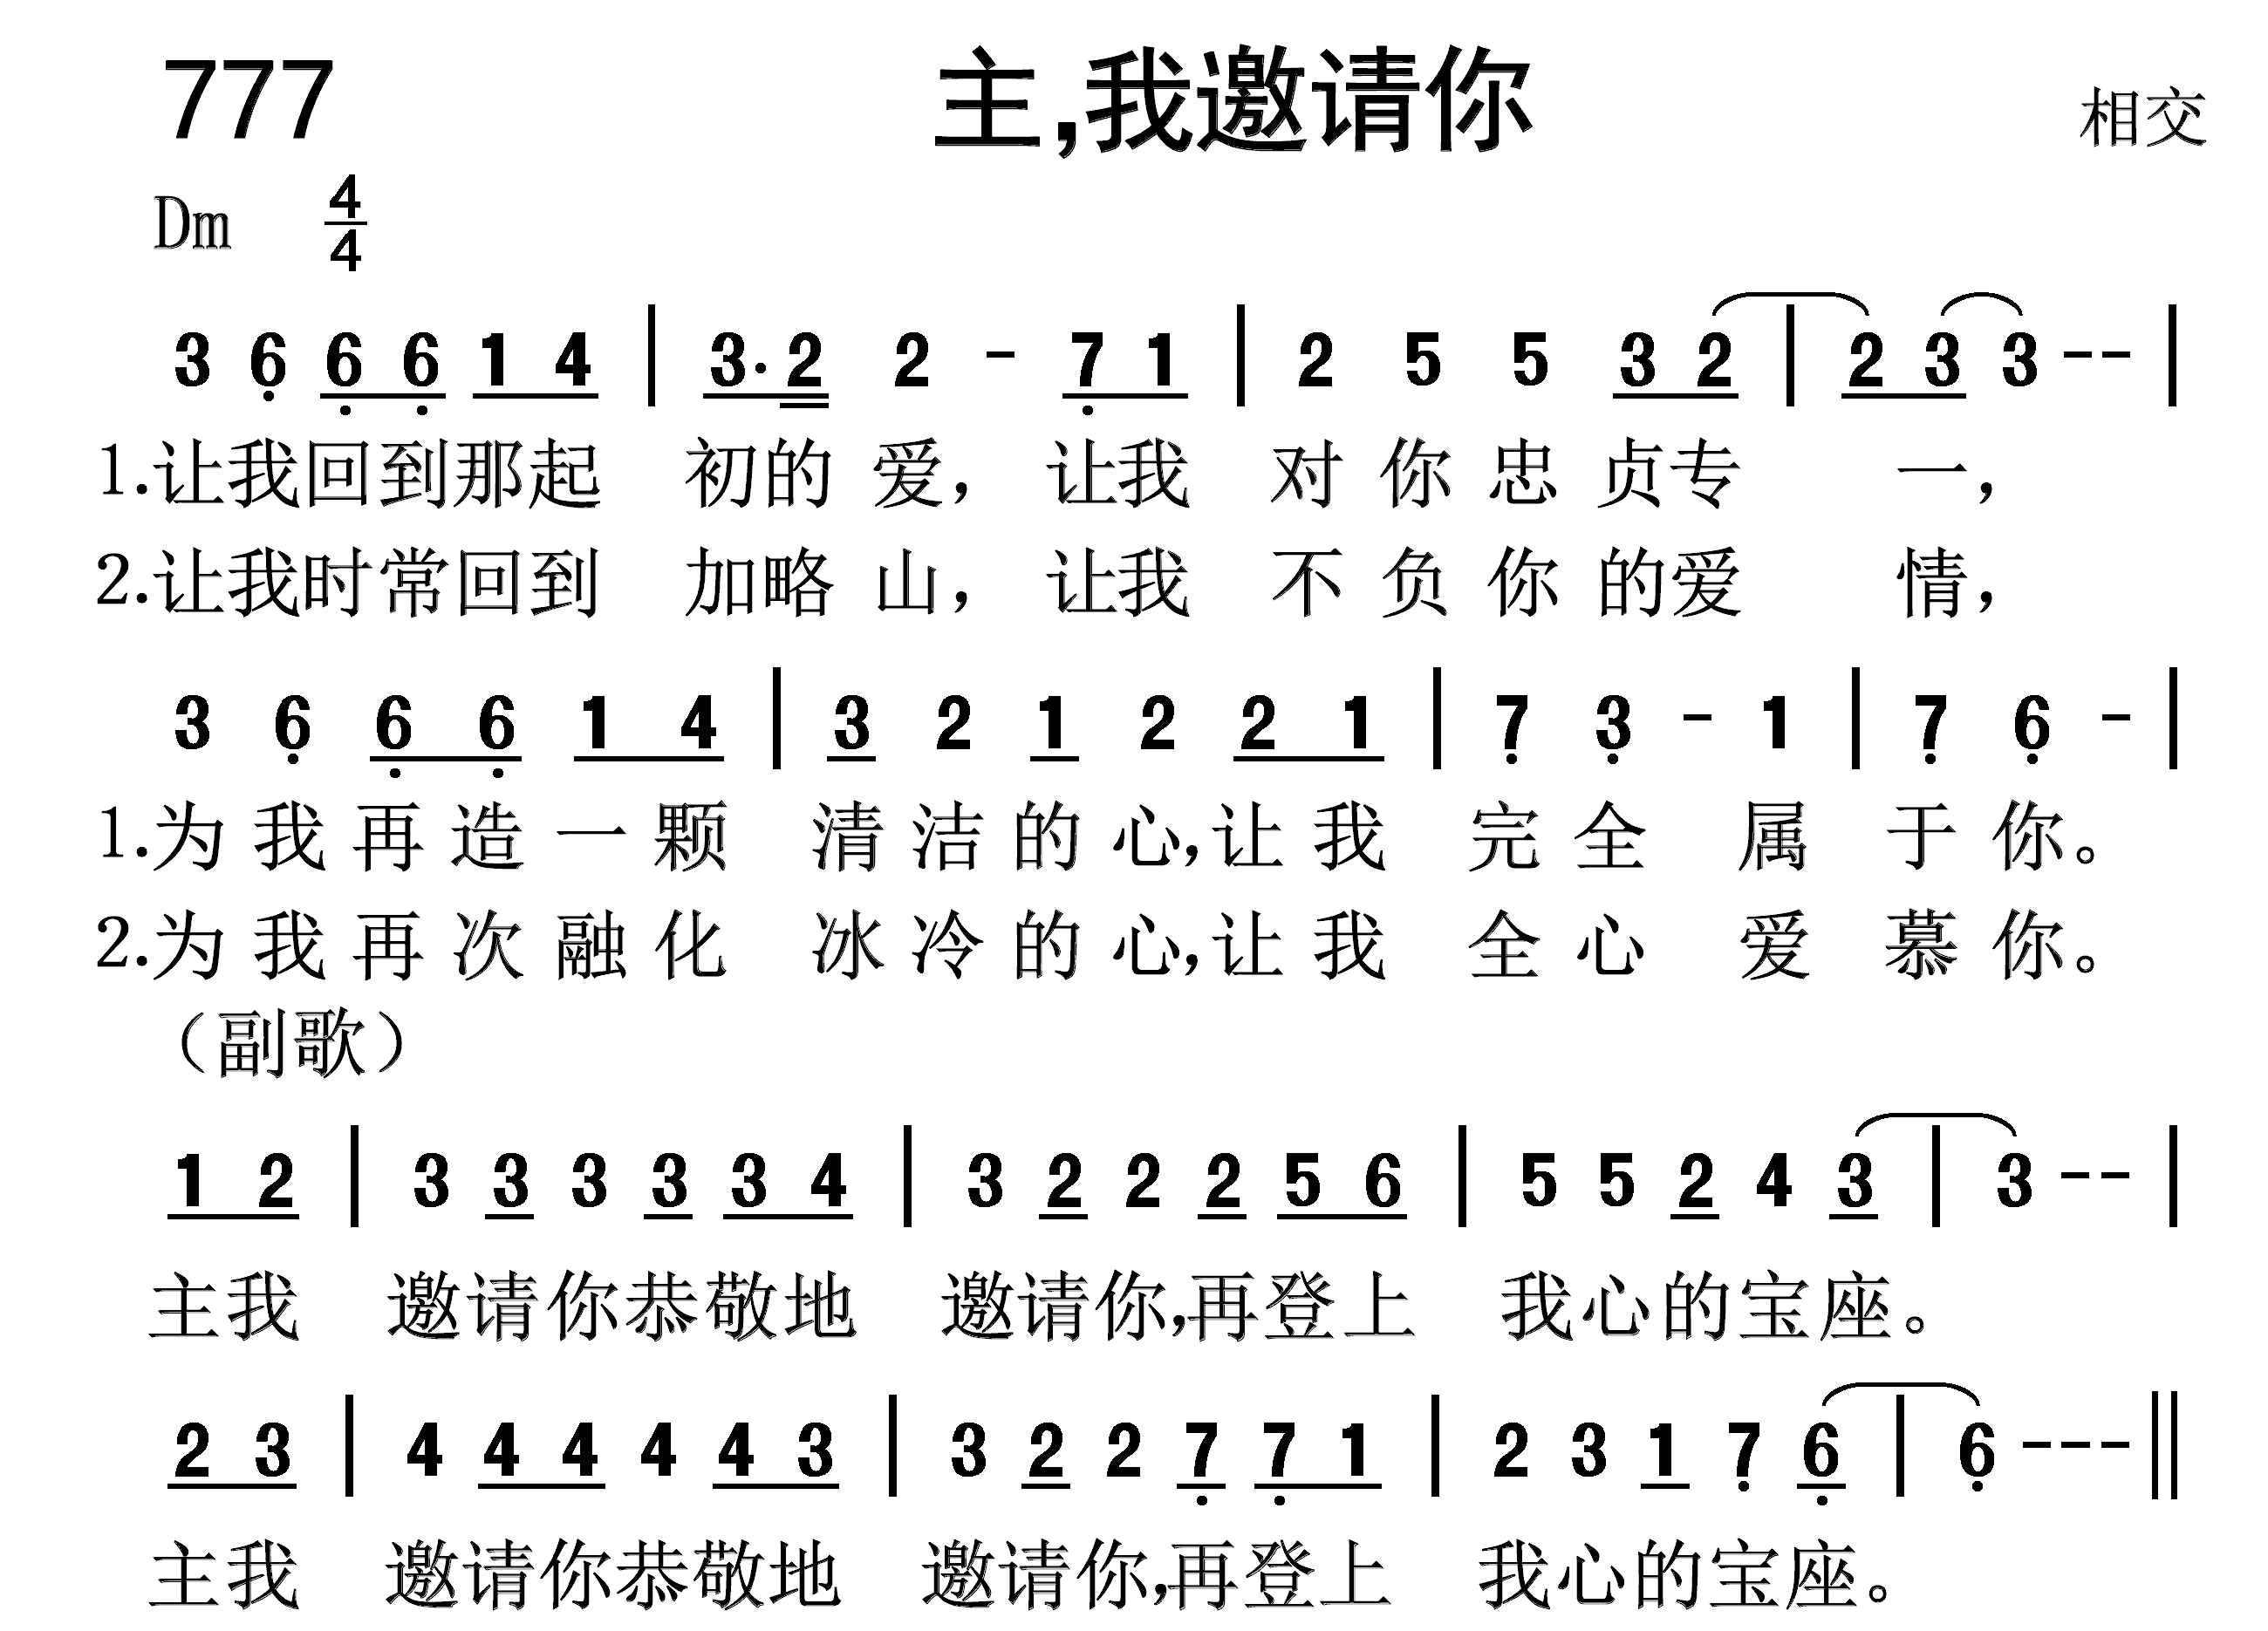 777 主,我邀请你 相交
Dm 4/4
3 6 6 6 1 4 | 3. 2 2 - 7 1 | 2 5 5 3 2 | 2 3 3 - - |
1.让我回到那起 初的爱, 让我 对你忠贞专 一,
2.让我时常回到 加略山, 让我 不负你的爱 情,
3 6 6 6 1 4 | 3 2 1 2 2 1 | 7 3 - 1 | 7 6 - |
1.为我再造一颗 清洁的心,让我 完全 属 于你。
2.为我再次融化 冰冷的心,让我 全心 爱 慕你。
（副歌）
1 2 | 3 3 3 3 3 4 | 3 2 2 2 5 6 | 5 5 2 4 3 | 3 - - |
主我 邀请你恭敬地 邀请你,再登上 我心的宝座。
2 3 | 4 4 4 4 4 3 | 3 2 2 7 7 1 | 2 3 1 7 6 | 6 - - - ‖
主我 邀请你恭敬地 邀请你,再登上 我心的宝座。